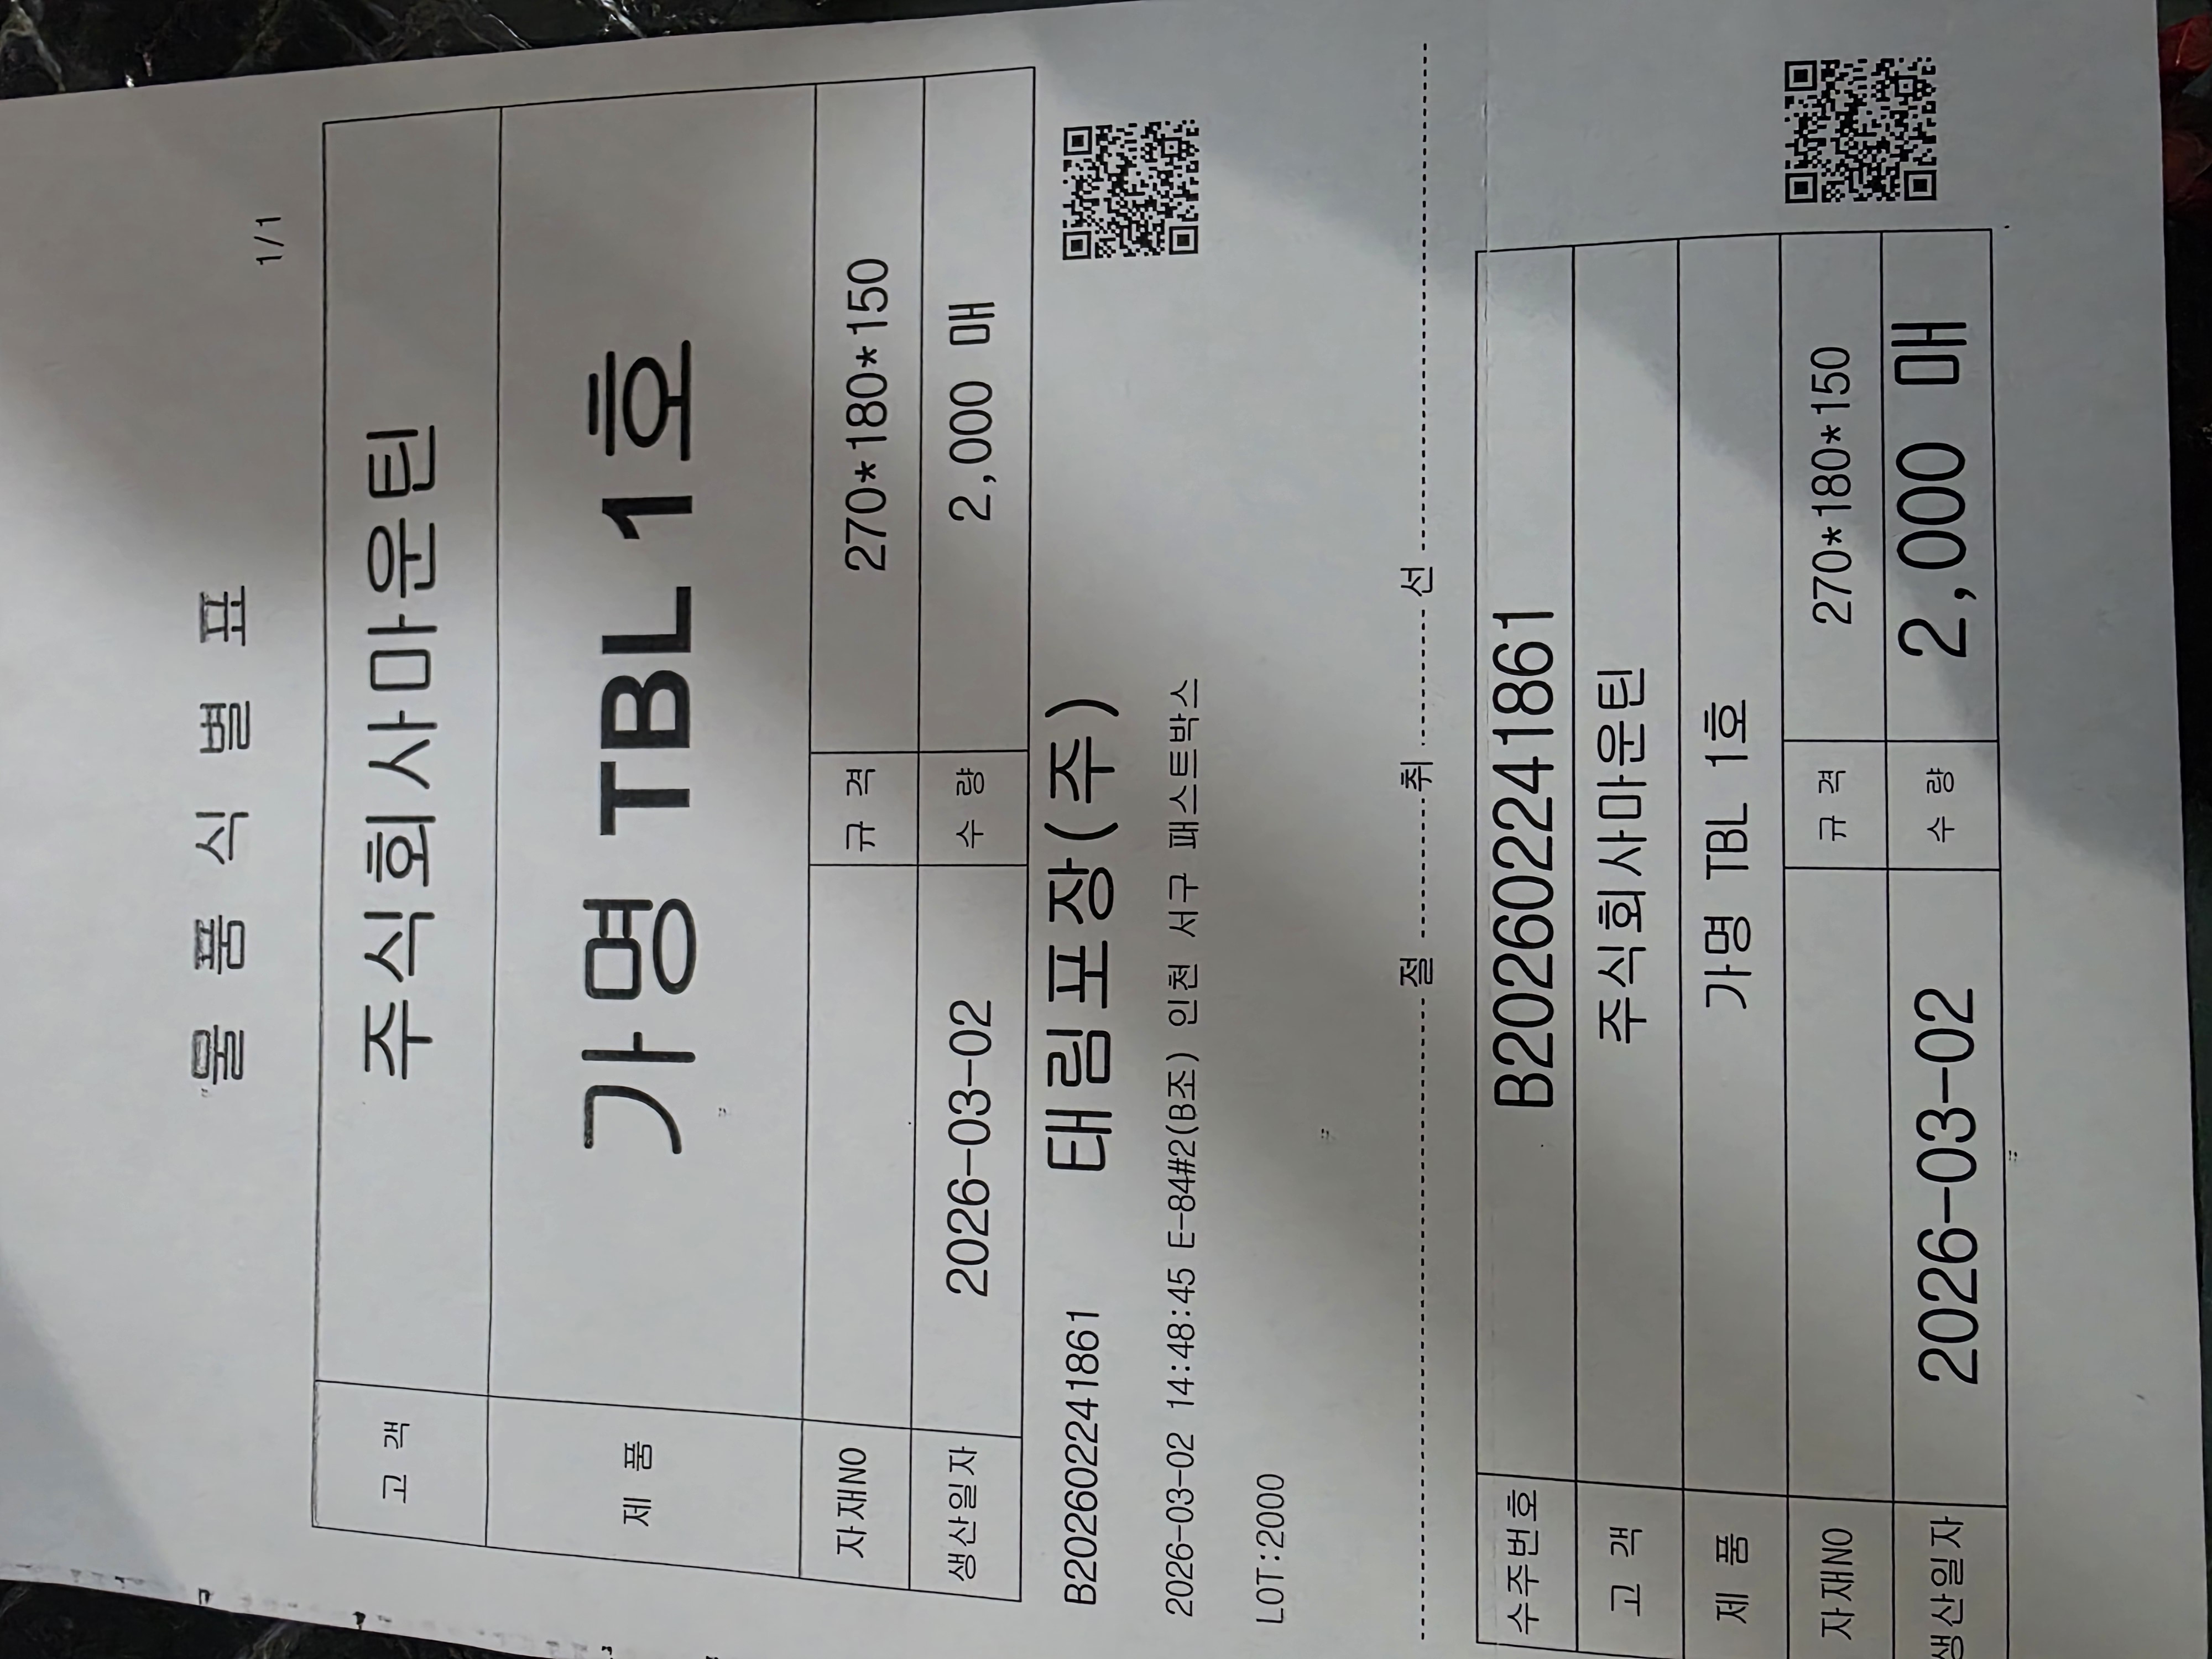 물 품 식 별 표
1/1
고 객 주식회사마운틴
제 품 가명 TBL 1호
자재NO 규 격 270*180*150
생산일자 2026-03-02 수 량 2,000 매
B202602241861 태림포장(주)
2026-03-02 14:48:45 E-84#2(B조) 인천 서구 패스트박스
LOT:2000
절 취 선
수주번호 B202602241861
고 객 주식회사마운틴
제 품 가명 TBL 1호
자재NO 규 격 270*180*150
생산일자 2026-03-02 수 량 2,000 매